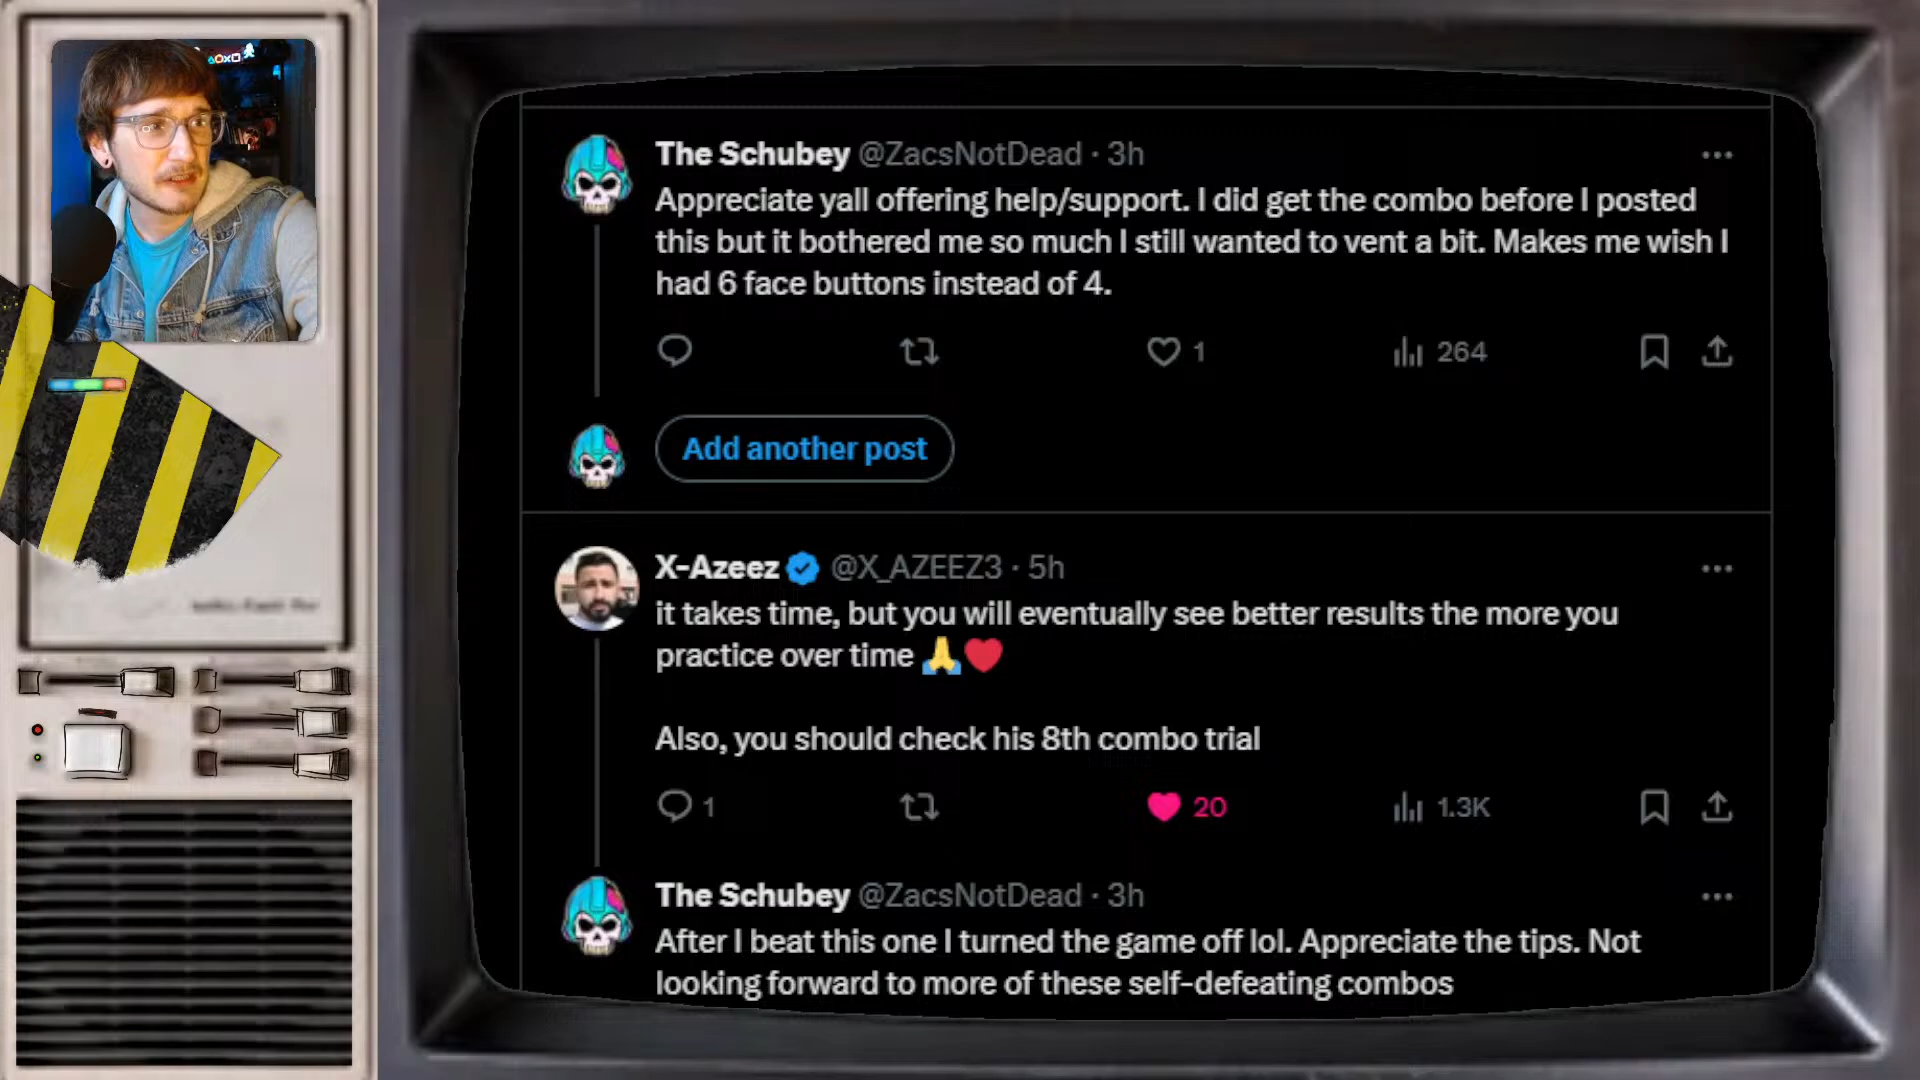 The Schubey @ZacsNotDead · 3h
Appreciate yall offering help/support. I did get the combo before I posted
this but it bothered me so much I still wanted to vent a bit. Makes me wish I
had 6 face buttons instead of 4.
1 264
Add another post
X-Azeez @X_AZEEZ3 · 5h
it takes time, but you will eventually see better results the more you
practice over time 🙏❤️
Also, you should check his 8th combo trial
1 20 1.3K
The Schubey @ZacsNotDead · 3h
After I beat this one I turned the game off lol. Appreciate the tips. Not
looking forward to more of these self-defeating combos